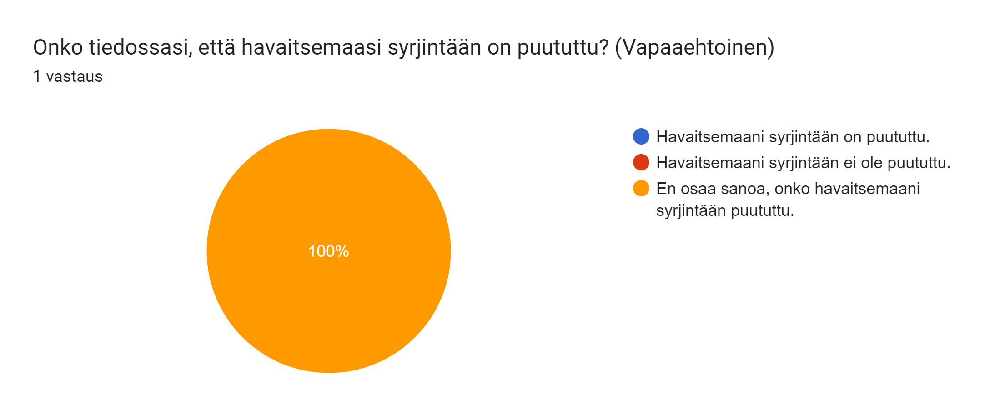 Onko tiedossasi, että havaitsemaasi syrjintään on puututtu? (Vapaaehtoinen)
1 vastaus
100%
Havaitsemaani syrjintään on puututtu.
Havaitsemaani syrjintään ei ole puututtu.
En osaa sanoa, onko havaitsemaani
syrjintään puututtu.